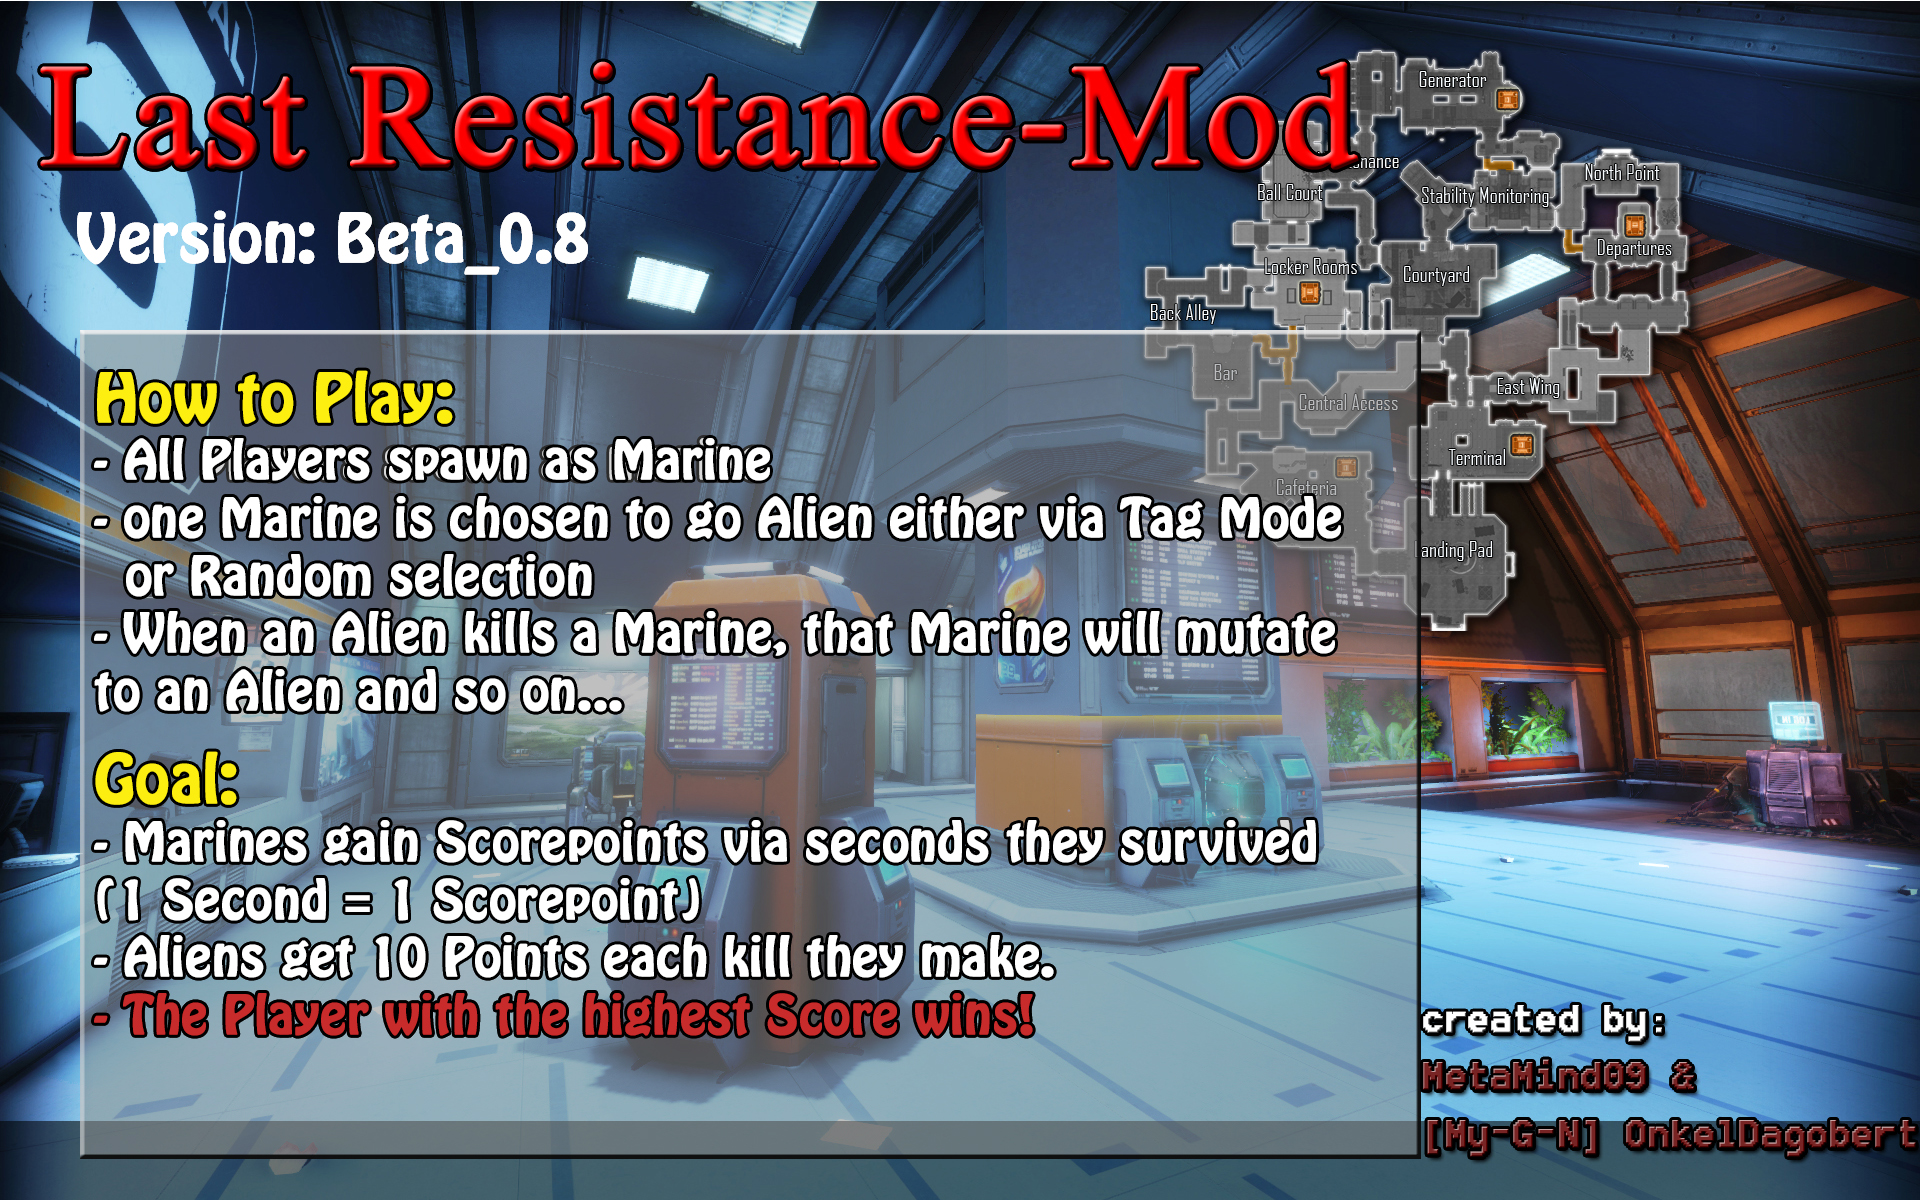 Last Resistance-Mod
Version: Beta_0.8
Generator
Ball Court
Stability Monitoring
North Point
Departures
Locker Rooms
Courtyard
Back Alley
Bar
Central Access
East Wing
Terminal
Cafeteria
anding Pad
How to Play:
- All Players spawn as Marine
- one Marine is chosen to go Alien either via Tag Mode
or Random selection
- When an Alien kills a Marine, that Marine will mutate
to an Alien and so on...
Goal:
- Marines gain Scorepoints via seconds they survived
(1 Second = 1 Scorepoint)
- Aliens get 10 Points each kill they make.
- The Player with the highest Score wins!
created by:
MetaMind09 &
[My-G-N] OnkelDagobert